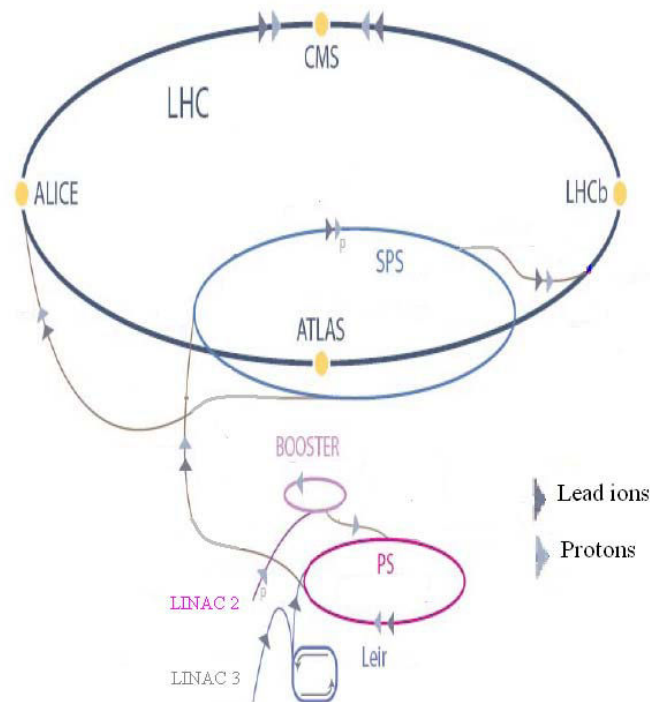 CMS
LHC
ALICE
LHCb
p
SPS
ATLAS
BOOSTER
Lead ions
Protons
PS
p
LINAC 2
Leir
LINAC 3